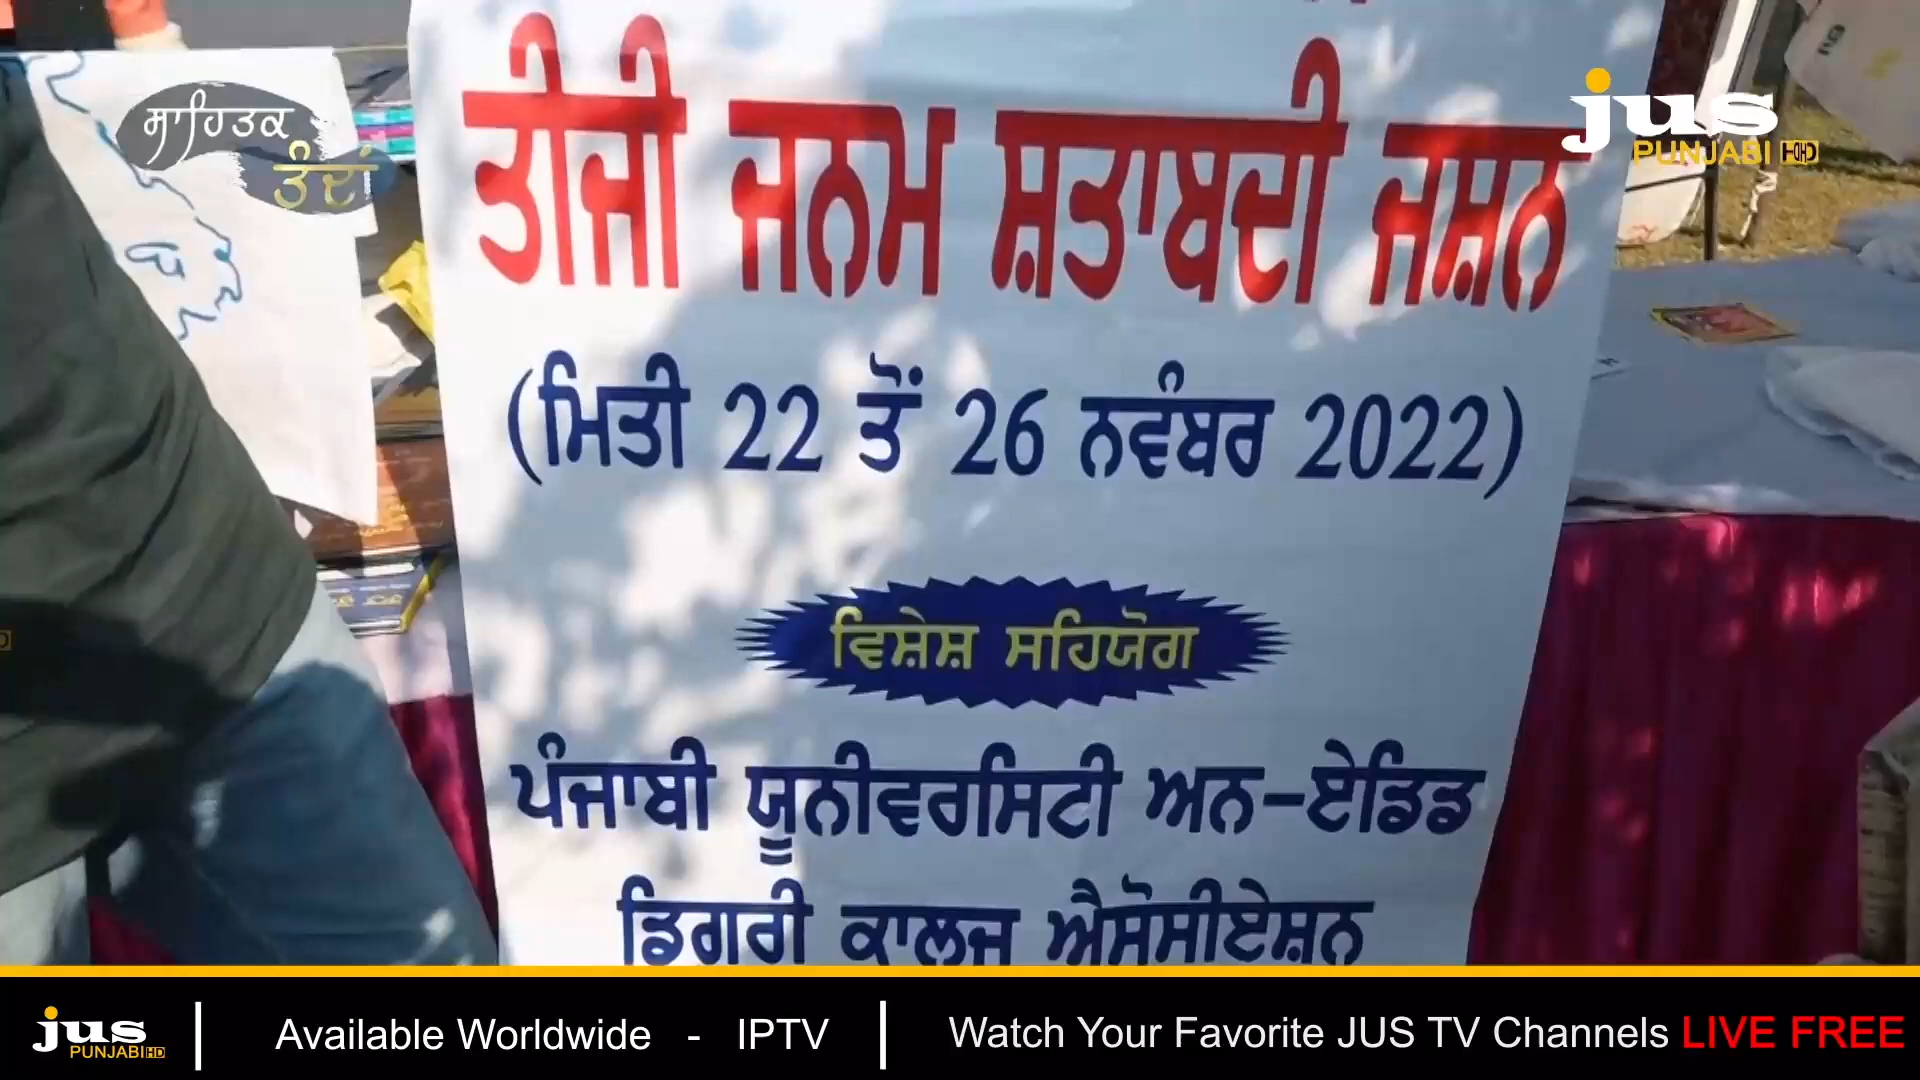 ਸਾਹਿਤਕ
ਤੰਦਾਂ
jus
PUNJABI HD
ਤੀਜੀ ਜਨਮ ਸ਼ਤਾਬਦੀ ਜਸ਼ਨ
(ਮਿਤੀ 22 ਤੋਂ 26 ਨਵੰਬਰ 2022)
ਵਿਸ਼ੇਸ਼ ਸਹਿਯੋਗ
ਪੰਜਾਬੀ ਯੂਨੀਵਰਸਿਟੀ ਅਨ-ਏਡਿਡ
ਡਿਗਰੀ ਕਾਲਜ ਐਸੋਸੀਏਸ਼ਨ
jus
PUNJABI HD
Available Worldwide - IPTV
Watch Your Favorite JUS TV Channels LIVE FREE